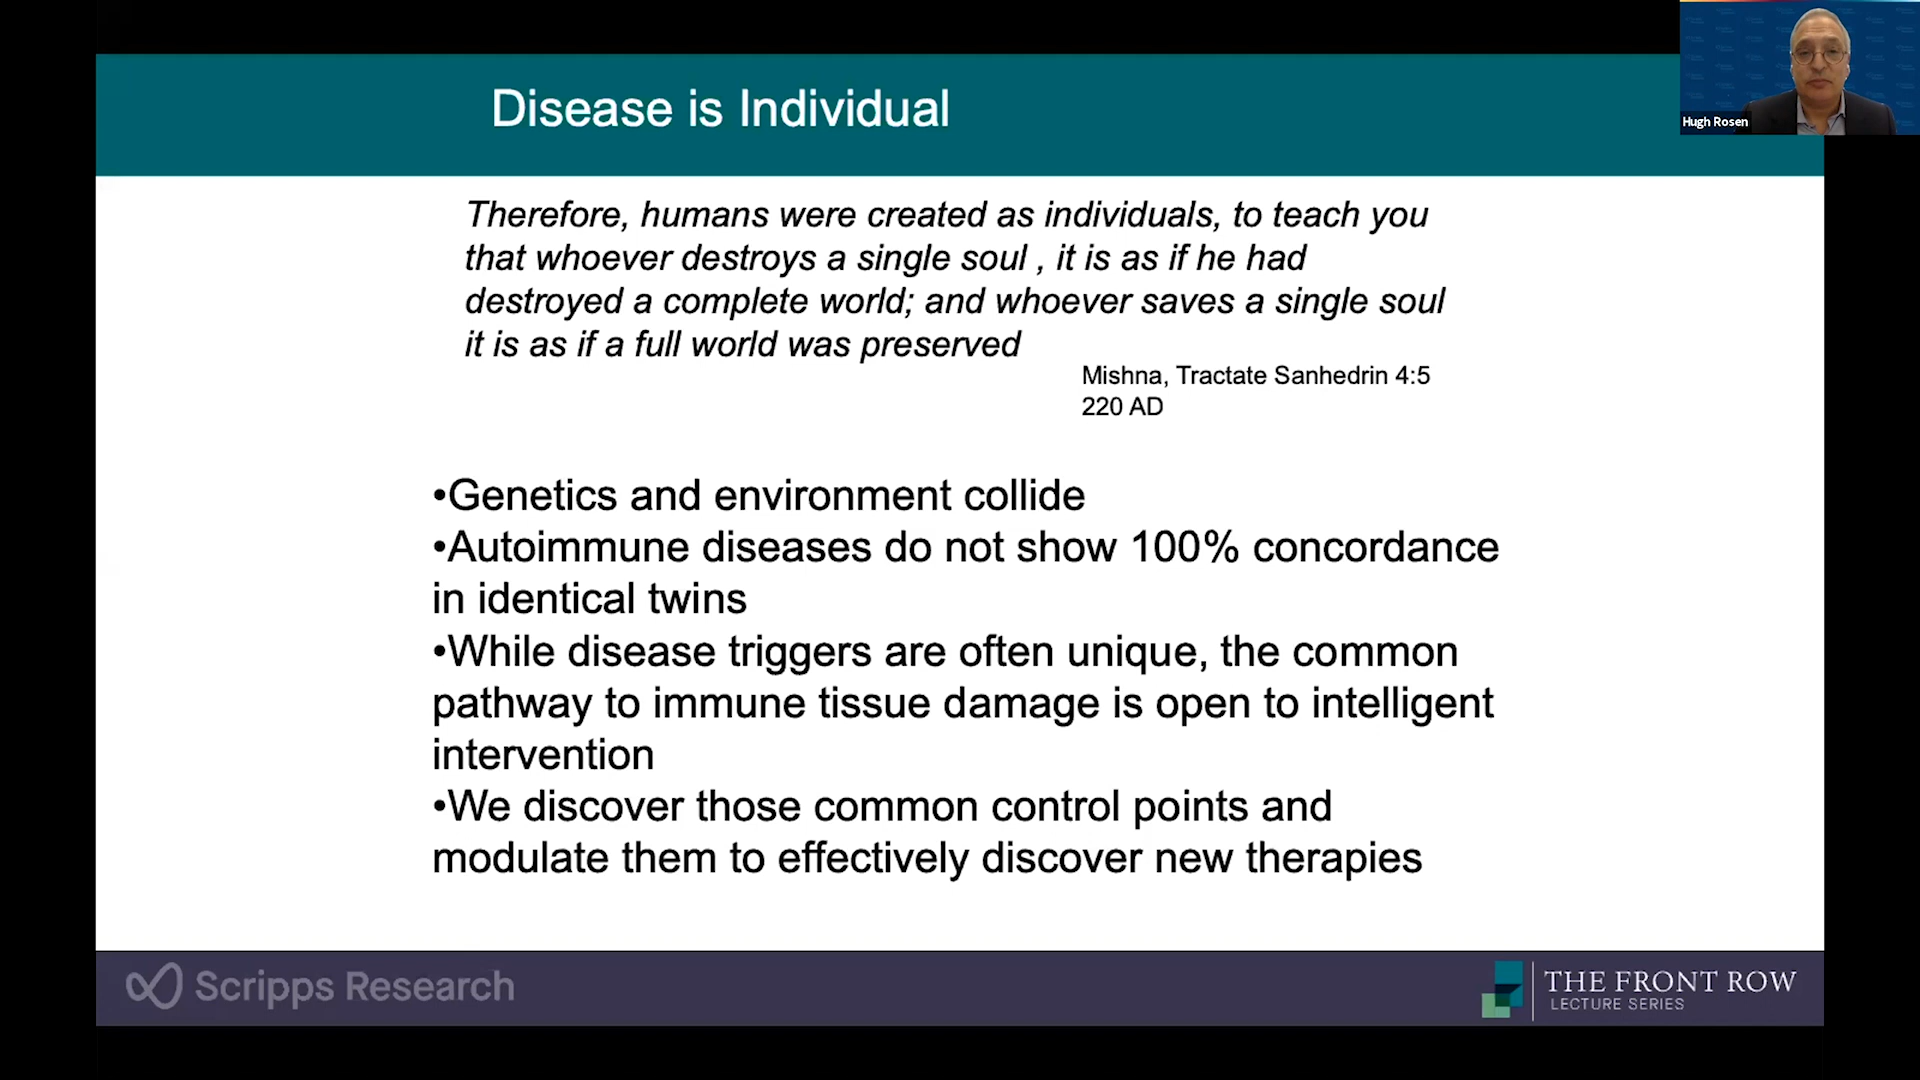 Disease is Individual
Hugh Rosen
Therefore, humans were created as individuals, to teach you
that whoever destroys a single soul , it is as if he had
destroyed a complete world; and whoever saves a single soul
it is as if a full world was preserved
Mishna, Tractate Sanhedrin 4:5
220 AD
•Genetics and environment collide
•Autoimmune diseases do not show 100% concordance
in identical twins
•While disease triggers are often unique, the common
pathway to immune tissue damage is open to intelligent
intervention
•We discover those common control points and
modulate them to effectively discover new therapies
Scripps Research
THE FRONT ROW
LECTURE SERIES